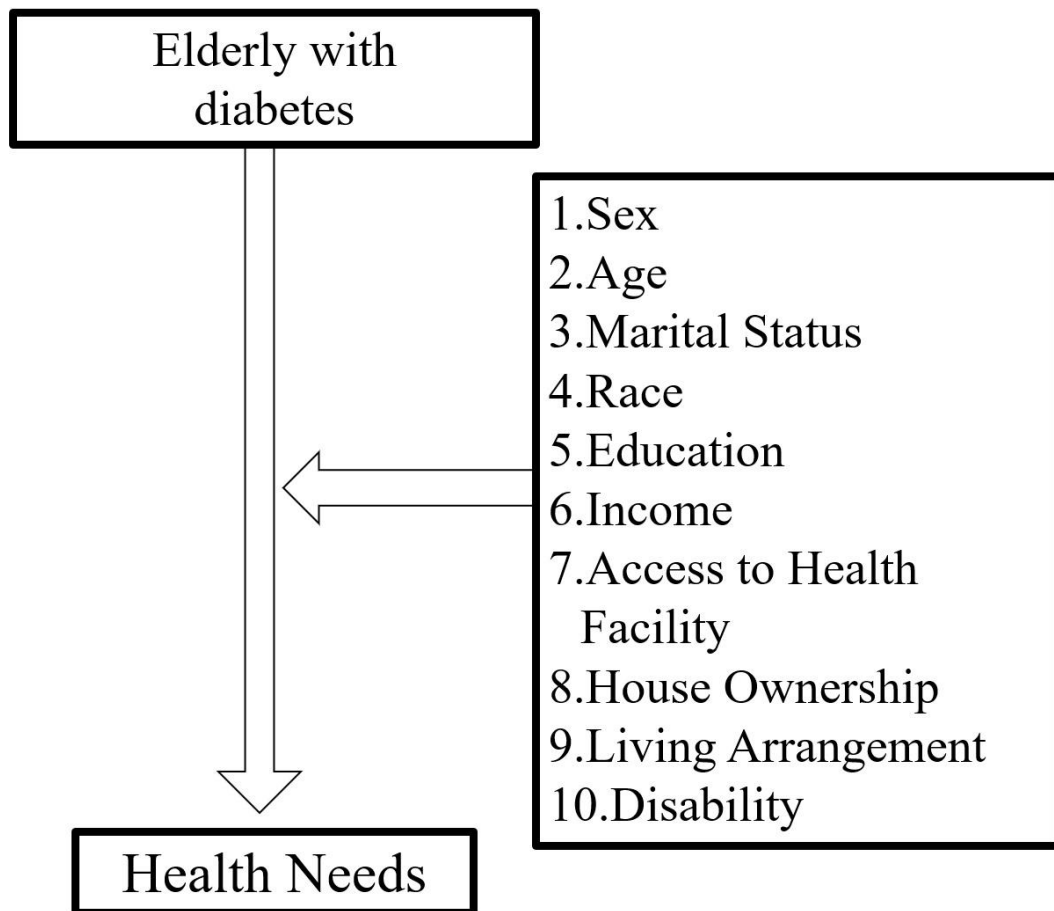 Elderly with
diabetes
1.Sex
2.Age
3.Marital Status
4.Race
5.Education
6.Income
7.Access to Health
Facility
8.House Ownership
9.Living Arrangement
10.Disability
Health Needs